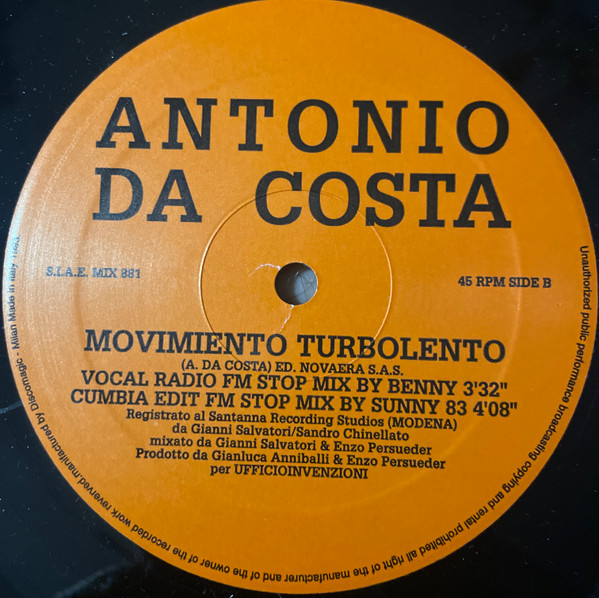 ANTONIO
DA COSTA
S.I.A.E. MIX 881
45 RPM SIDE B
MOVIMIENTO TURBOLENTO
(A. DA COSTA) ED. NOVAERA S.A.S.
VOCAL RADIO FM STOP MIX BY BENNY 3'32"
CUMBIA EDIT FM STOP MIX BY SUNNY 83 4'08"
Registrato al Santanna Recording Studios (MODENA)
da Gianni Salvatori/Sandro Chinellato
mixato da Gianni Salvatori & Enzo Persueder
Prodotto da Gianluca Anniballi & Enzo Persueder
per UFFICIOINVENZIONI
Unauthorized public performance broadcasting copying and rental prohibited all right of the manufacturer and of the owner of the recorded work reverved.manifactured by Discomagic - Milan Made in Italy